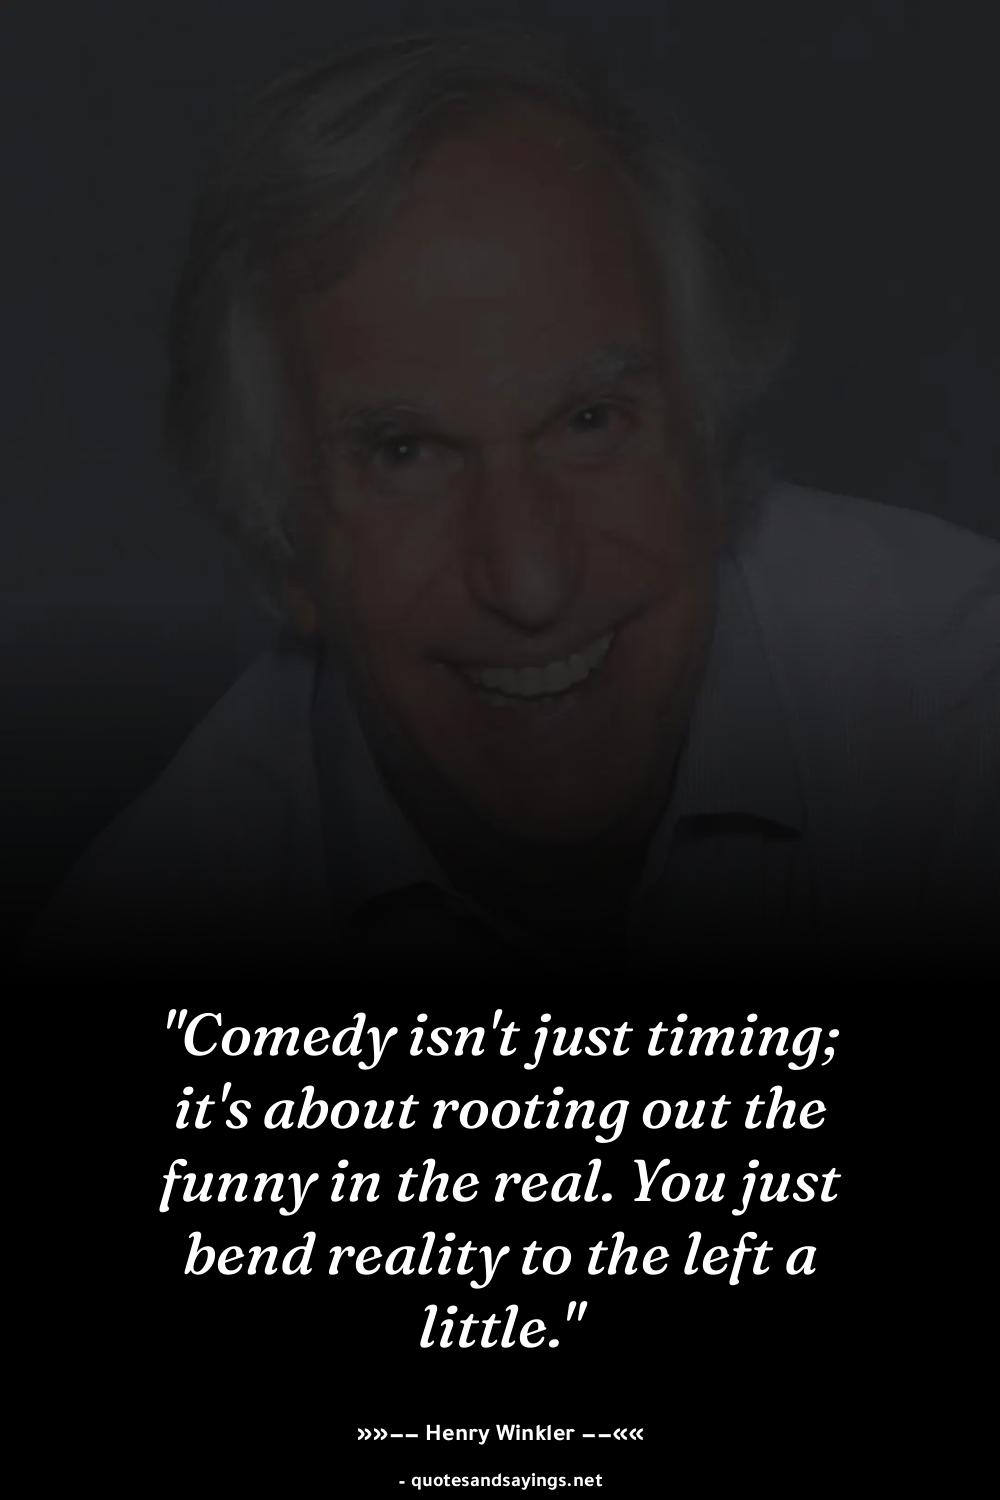 "Comedy isn't just timing;
it's about rooting out the
funny in the real. You just
bend reality to the left a
little."
»»–– Henry Winkler ––««
- quotesandsayings.net